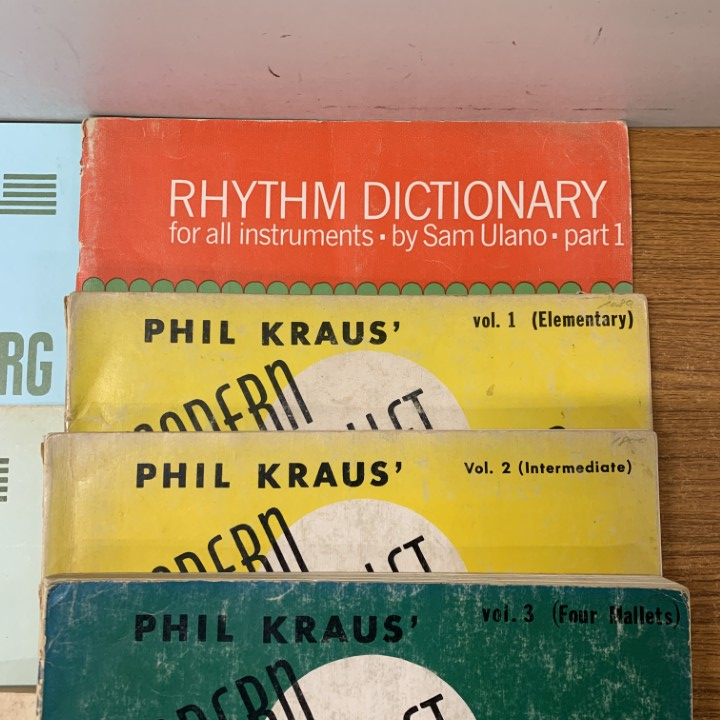 RHYTHM DICTIONARY
for all instruments ▪ by Sam Ulano ▪ part 1
RG
PHIL KRAUS’
vol. 1 (Elementary)
PHIL KRAUS’
Vol. 2 (Intermediate)
PHIL KRAUS’
vol. 3 (Four Mallets)